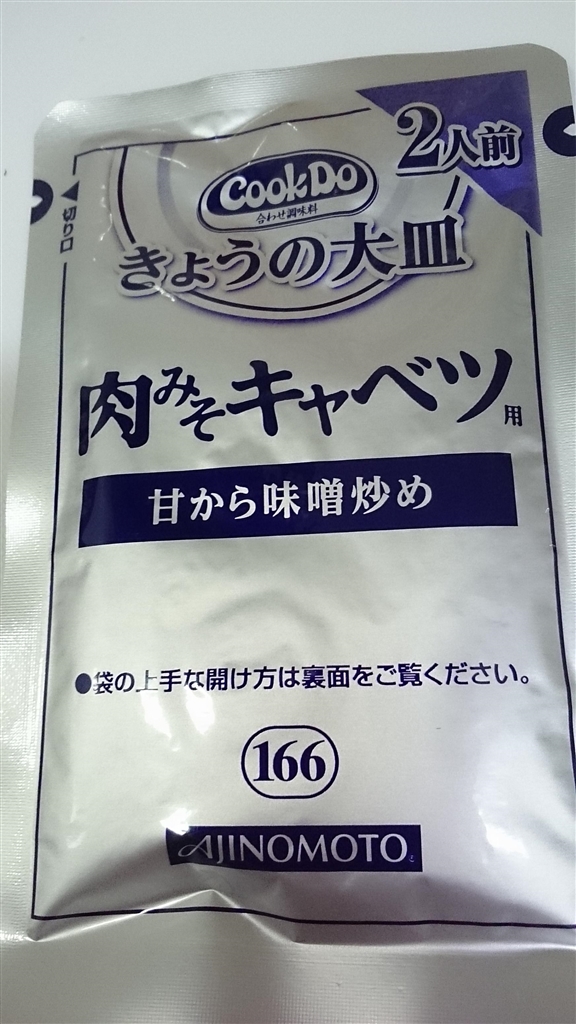 2人前
CookDo
合わせ調味料
きょうの大皿
切り口
肉みそキャベツ用
甘から味噌炒め
●袋の上手な開け方は裏面をご覧ください。
166
AJINOMOTO